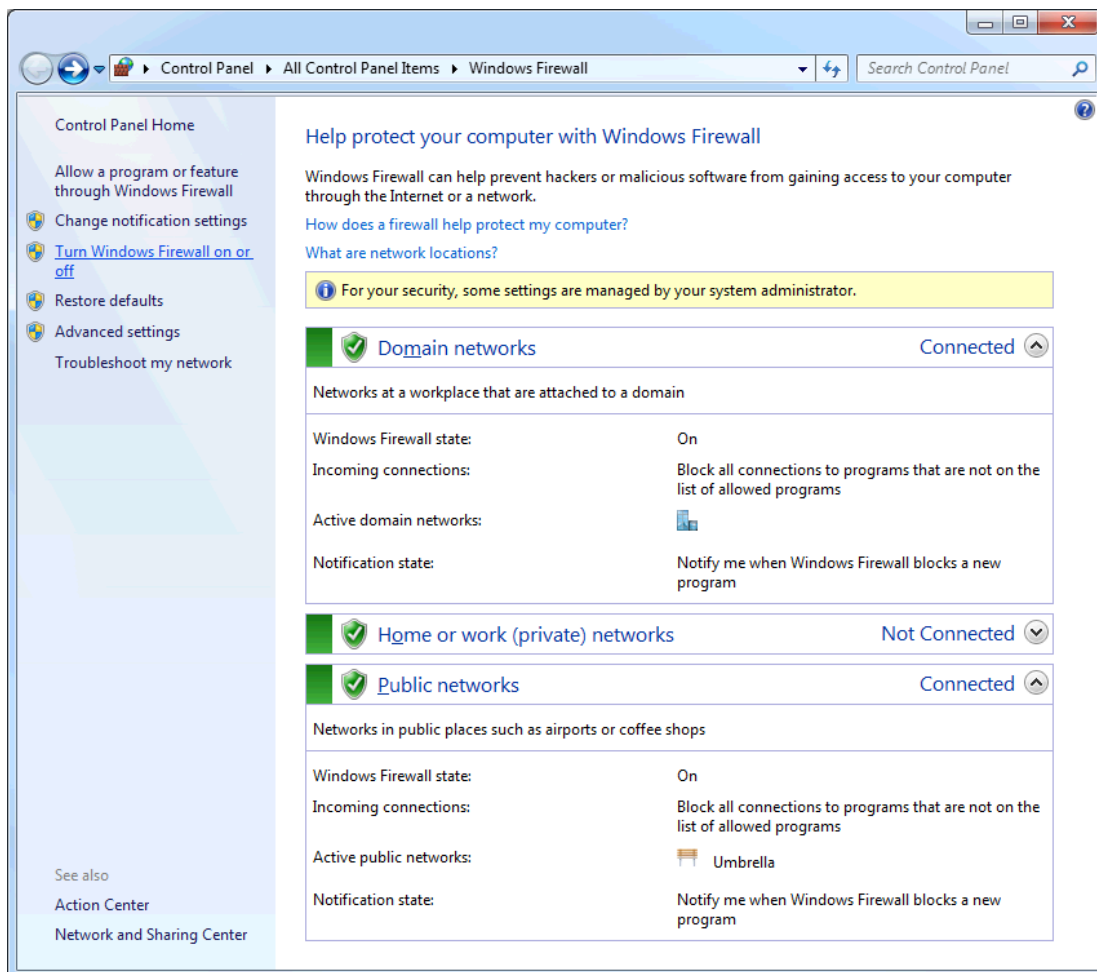 Control Panel ▸ All Control Panel Items ▸ Windows Firewall
Search Control Panel
Control Panel Home
Allow a program or feature
through Windows Firewall
Change notification settings
Turn Windows Firewall on or
off
Restore defaults
Advanced settings
Troubleshoot my network
See also
Action Center
Network and Sharing Center
Help protect your computer with Windows Firewall
Windows Firewall can help prevent hackers or malicious software from gaining access to your computer
through the Internet or a network.
How does a firewall help protect my computer?
What are network locations?
For your security, some settings are managed by your system administrator.
Domain networks Connected
Networks at a workplace that are attached to a domain
Windows Firewall state: On
Incoming connections: Block all connections to programs that are not on the
list of allowed programs
Active domain networks:
Notification state: Notify me when Windows Firewall blocks a new
program
Home or work (private) networks Not Connected
Public networks Connected
Networks in public places such as airports or coffee shops
Windows Firewall state: On
Incoming connections: Block all connections to programs that are not on the
list of allowed programs
Active public networks: Umbrella
Notification state: Notify me when Windows Firewall blocks a new
program